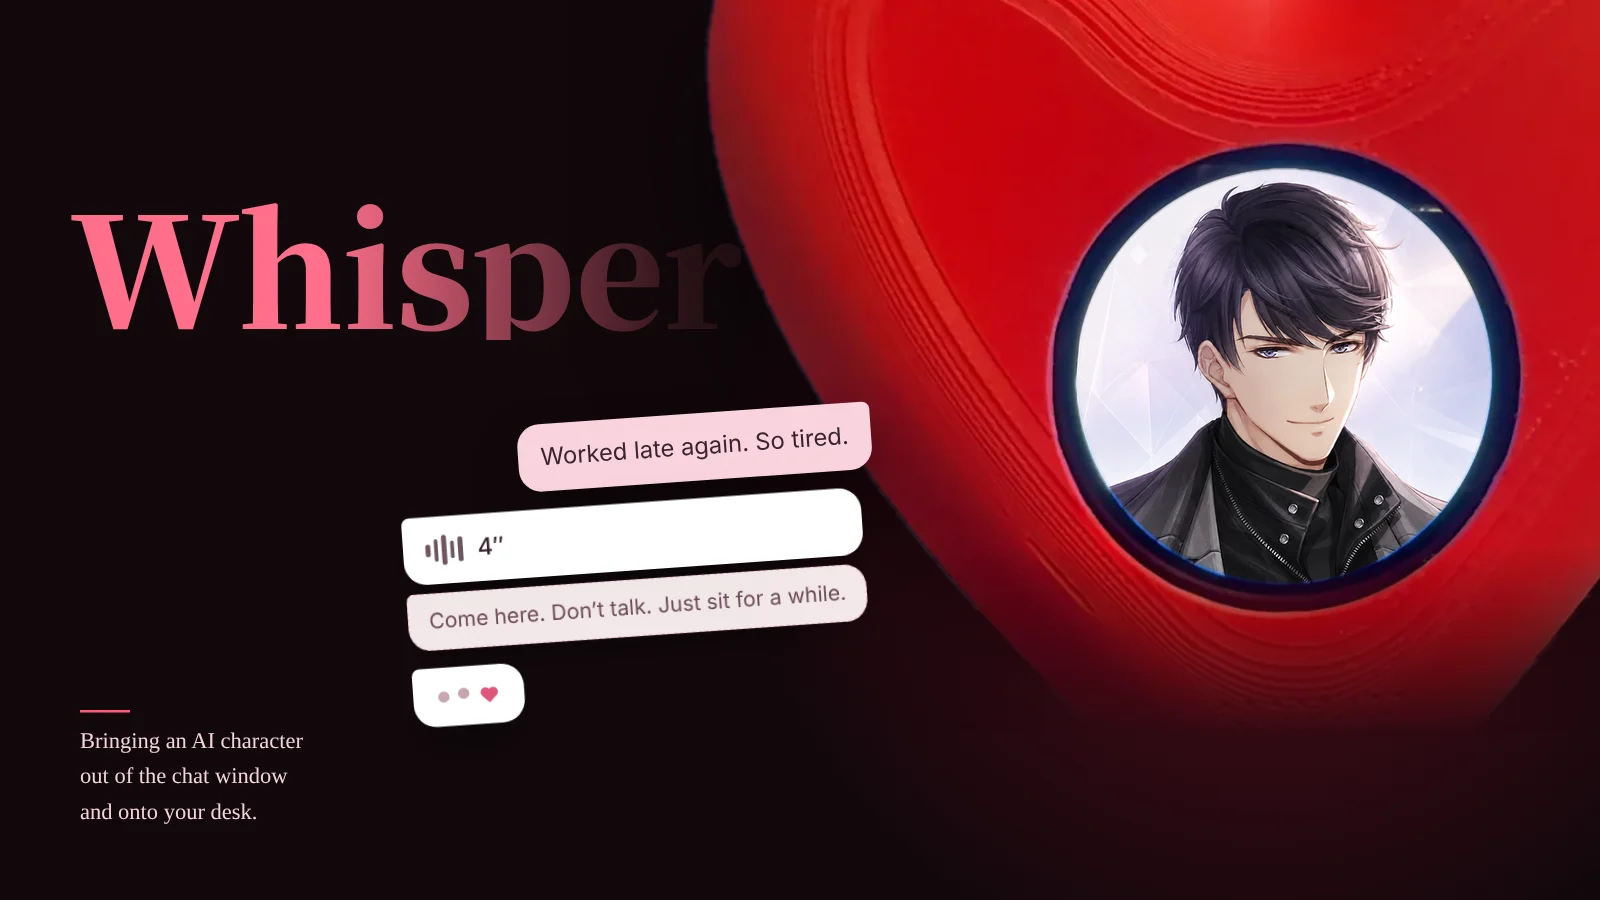 Whisper
Worked late again. So tired.
4″
Come here. Don’t talk. Just sit for a while.
Bringing an AI character
out of the chat window
and onto your desk.